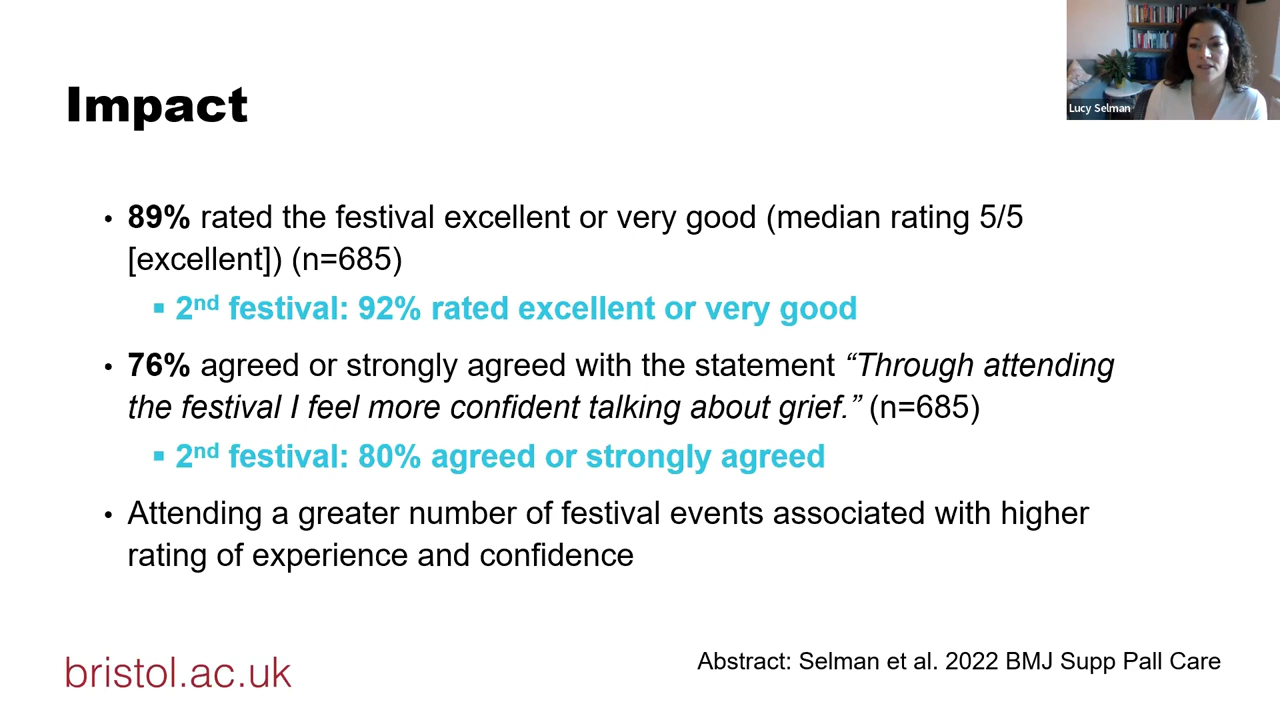 Impact
Lucy Selman
• 89% rated the festival excellent or very good (median rating 5/5
[excellent]) (n=685)
▪ 2nd festival: 92% rated excellent or very good
• 76% agreed or strongly agreed with the statement “Through attending
the festival I feel more confident talking about grief.” (n=685)
▪ 2nd festival: 80% agreed or strongly agreed
• Attending a greater number of festival events associated with higher
rating of experience and confidence
bristol.ac.uk
Abstract: Selman et al. 2022 BMJ Supp Pall Care